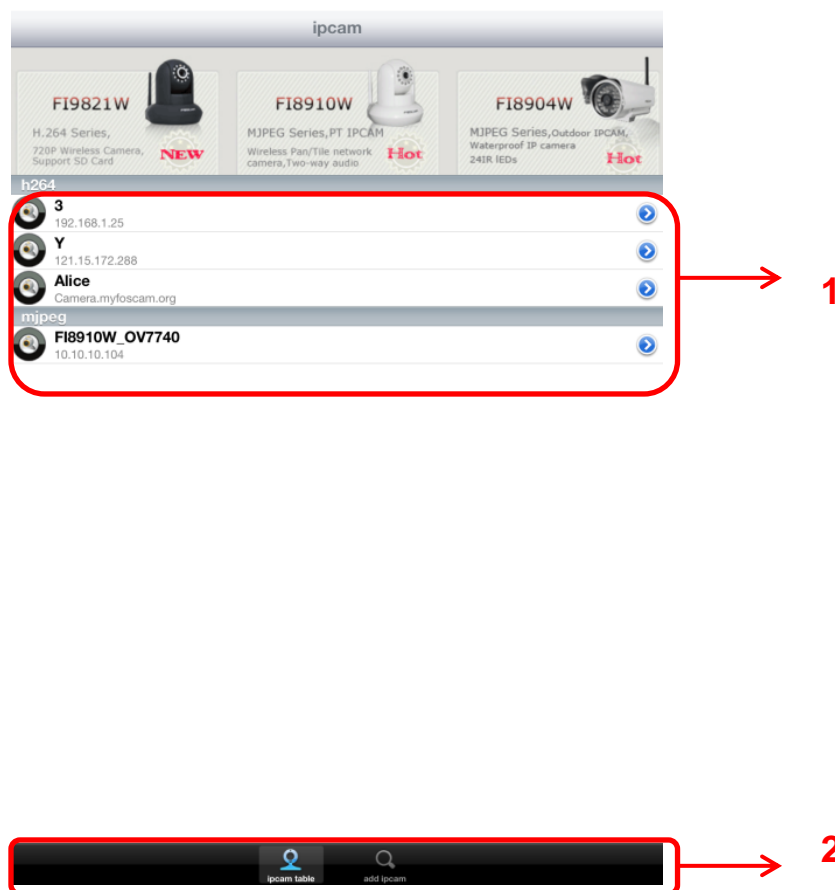 ipcam
FI9821W
H.264 Series,
720P Wireless Camera,
Support SD Card
NEW
FI8910W
MJPEG Series,PT IPCAM
Wireless Pan/Tile network
camera,Two-way audio
Hot
FI8904W
MJPEG Series,Outdoor IPCAM,
Waterproof IP camera
24IR lEDs
Hot
h264
3
192.168.1.25
Y
121.15.172.288
Alice
Camera.myfoscam.org
mjpeg
FI8910W_OV7740
10.10.10.104
1
2
ipcam table
add ipcam